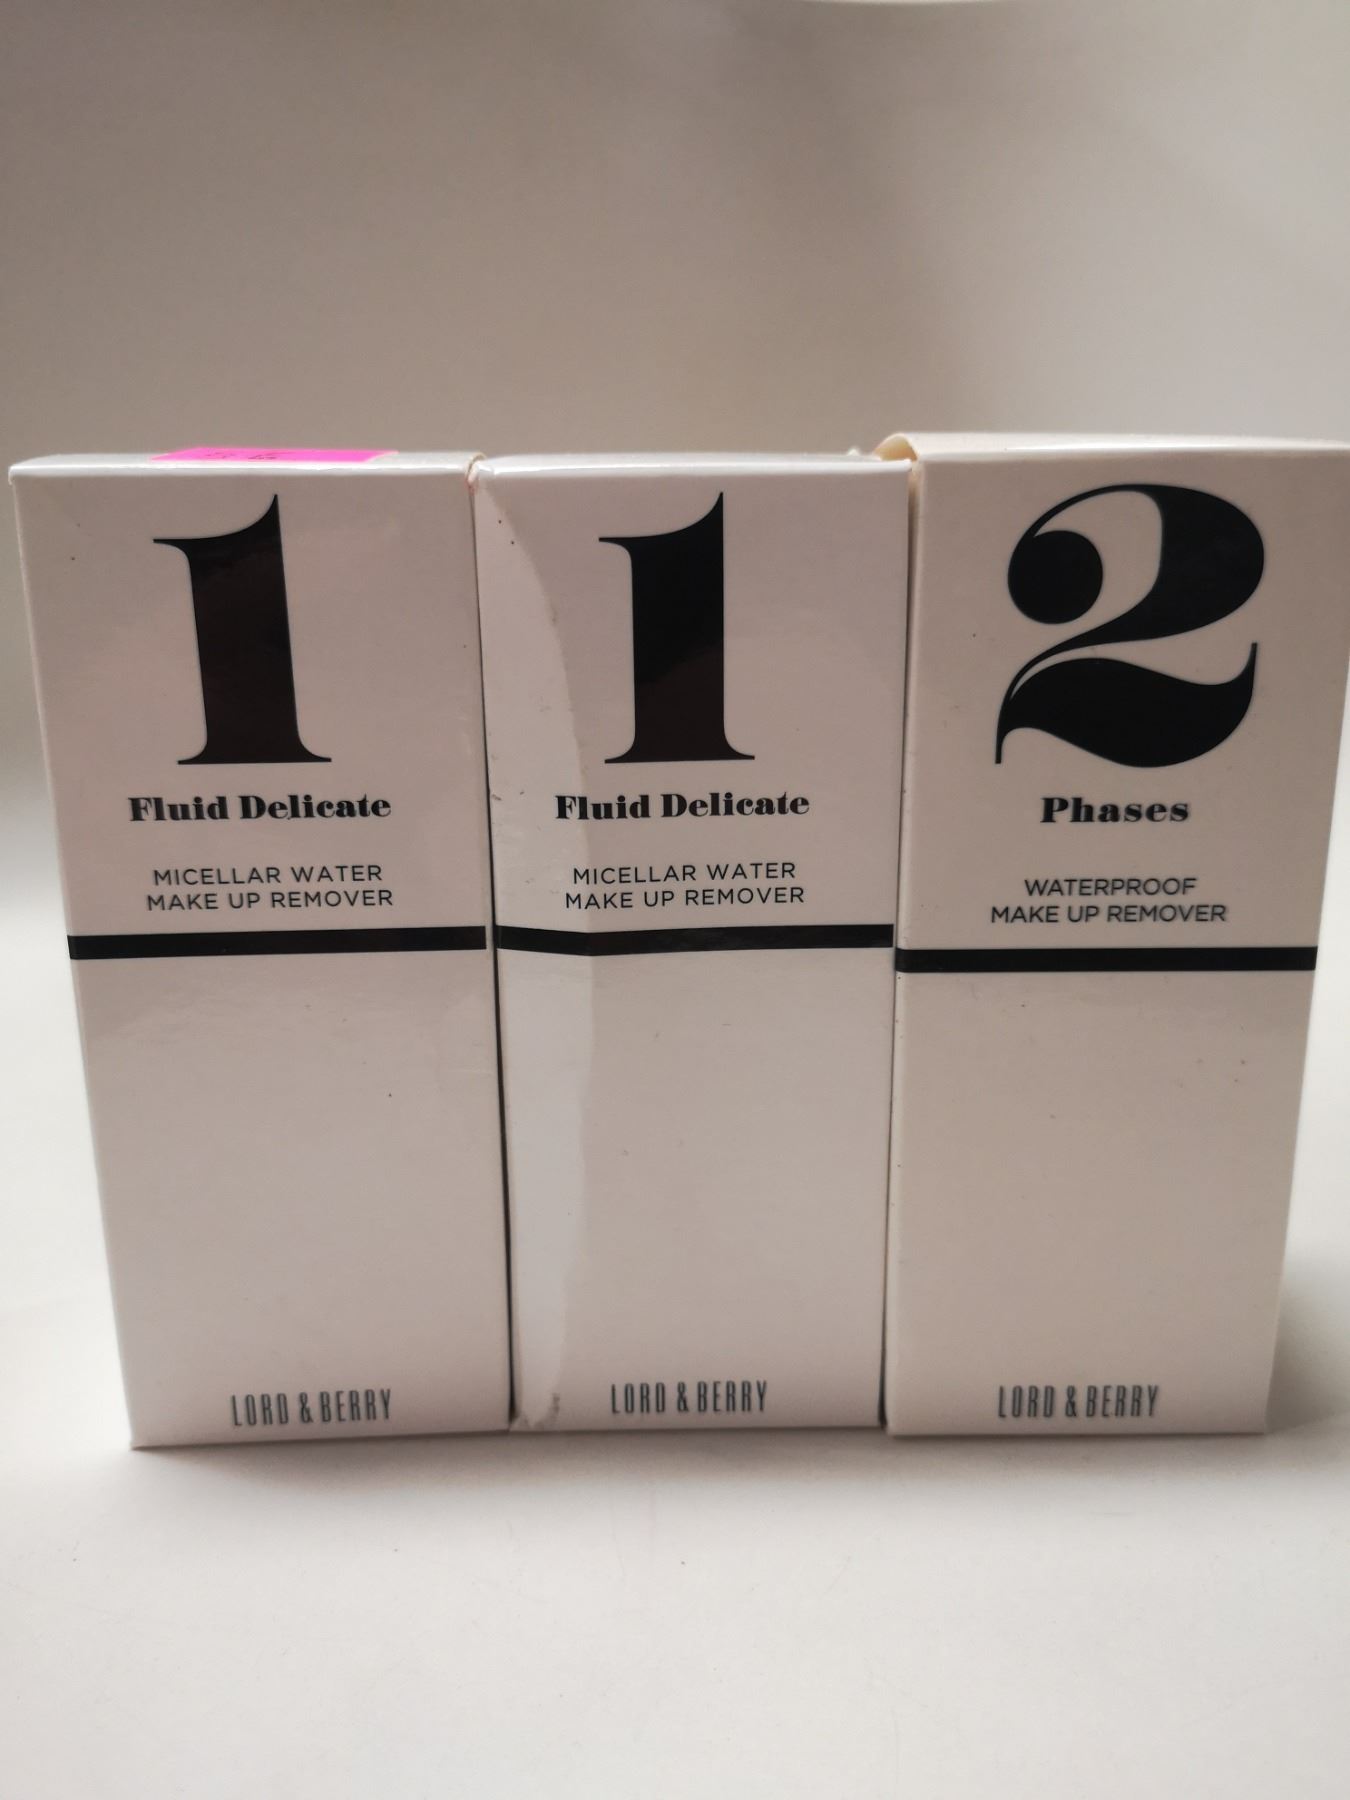 1
Fluid Delicate
MICELLAR WATER
MAKE UP REMOVER
LORD & BERRY
1
Fluid Delicate
MICELLAR WATER
MAKE UP REMOVER
LORD & BERRY
2
Phases
WATERPROOF
MAKE UP REMOVER
LORD & BERRY